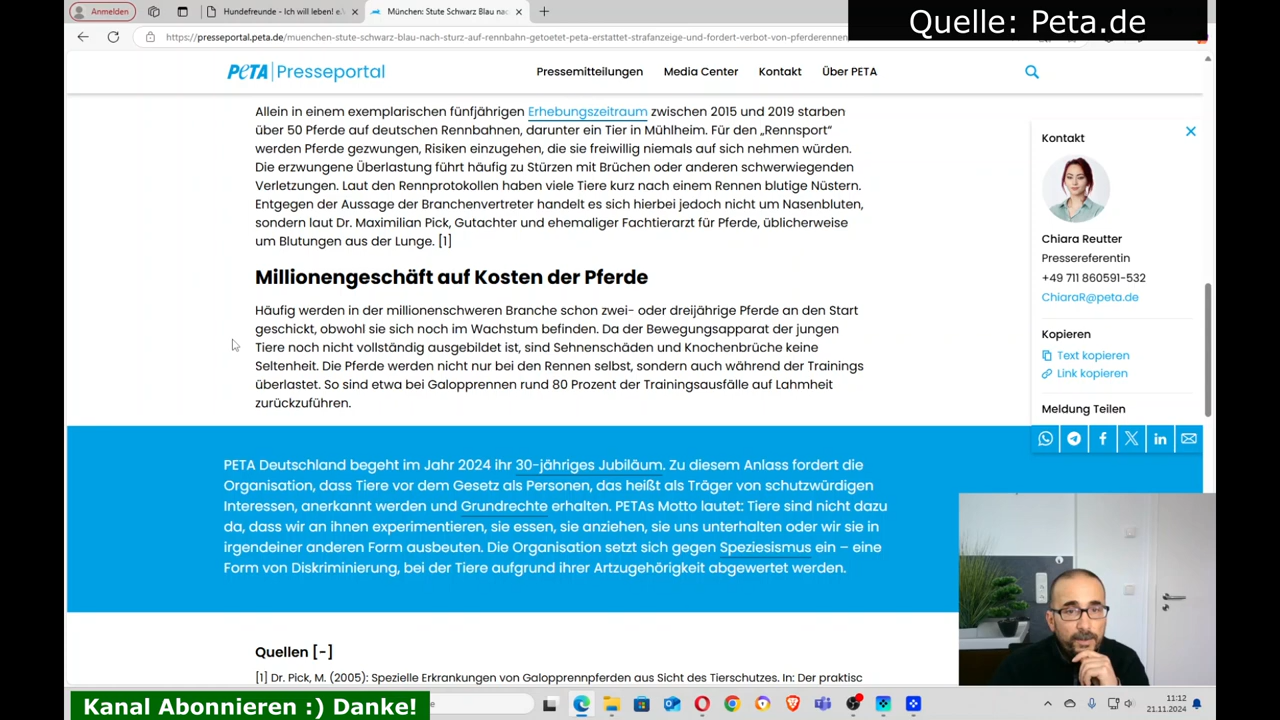 Anmelden
Hundefreunde - Ich will leben! e.V
München: Stute Schwarz Blau na
Quelle: Peta.de
https://presseportal.peta.de/muenchen-stute-schwarz-blau-nach-sturz-auf-rennbahn-getoetet-peta-erstattet-strafanzeige-und-fordert-verbot-von-pferderennen
PETA Presseportal
Pressemitteilungen Media Center Kontakt Über PETA
Allein in einem exemplarischen fünfjährigen Erhebungszeitraum zwischen 2015 und 2019 starben
über 50 Pferde auf deutschen Rennbahnen, darunter ein Tier in Mühlheim. Für den „Rennsport“
werden Pferde gezwungen, Risiken einzugehen, die sie freiwillig niemals auf sich nehmen würden.
Die erzwungene Überlastung führt häufig zu Stürzen mit Brüchen oder anderen schwerwiegenden
Verletzungen. Laut den Rennprotokollen haben viele Tiere kurz nach einem Rennen blutige Nüstern.
Entgegen der Aussage der Branchenvertreter handelt es sich hierbei jedoch nicht um Nasenbluten,
sondern laut Dr. Maximilian Pick, Gutachter und ehemaliger Fachtierarzt für Pferde, üblicherweise
um Blutungen aus der Lunge. [1]
Millionengeschäft auf Kosten der Pferde
Häufig werden in der millionenschweren Branche schon zwei- oder dreijährige Pferde an den Start
geschickt, obwohl sie sich noch im Wachstum befinden. Da der Bewegungsapparat der jungen
Tiere noch nicht vollständig ausgebildet ist, sind Sehnenschäden und Knochenbrüche keine
Seltenheit. Die Pferde werden nicht nur bei den Rennen selbst, sondern auch während der Trainings
überlastet. So sind etwa bei Galopprennen rund 80 Prozent der Trainingsausfälle auf Lahmheit
zurückzuführen.
Kontakt
Chiara Reutter
Pressereferentin
+49 711 860591-532
ChiaraR@peta.de
Kopieren
Text kopieren
Link kopieren
Meldung Teilen
PETA Deutschland begeht im Jahr 2024 ihr 30-jähriges Jubiläum. Zu diesem Anlass fordert die
Organisation, dass Tiere vor dem Gesetz als Personen, das heißt als Träger von schutzwürdigen
Interessen, anerkannt werden und Grundrechte erhalten. PETAs Motto lautet: Tiere sind nicht dazu
da, dass wir an ihnen experimentieren, sie essen, sie anziehen, sie uns unterhalten oder wir sie in
irgendeiner anderen Form ausbeuten. Die Organisation setzt sich gegen Speziesismus ein – eine
Form von Diskriminierung, bei der Tiere aufgrund ihrer Artzugehörigkeit abgewertet werden.
Quellen [-]
[1] Dr. Pick, M. (2005): Spezielle Erkrankungen von Galopprennpferden aus Sicht des Tierschutzes. In: Der praktisc
Kanal Abonnieren :) Danke!
11:12
21.11.2024